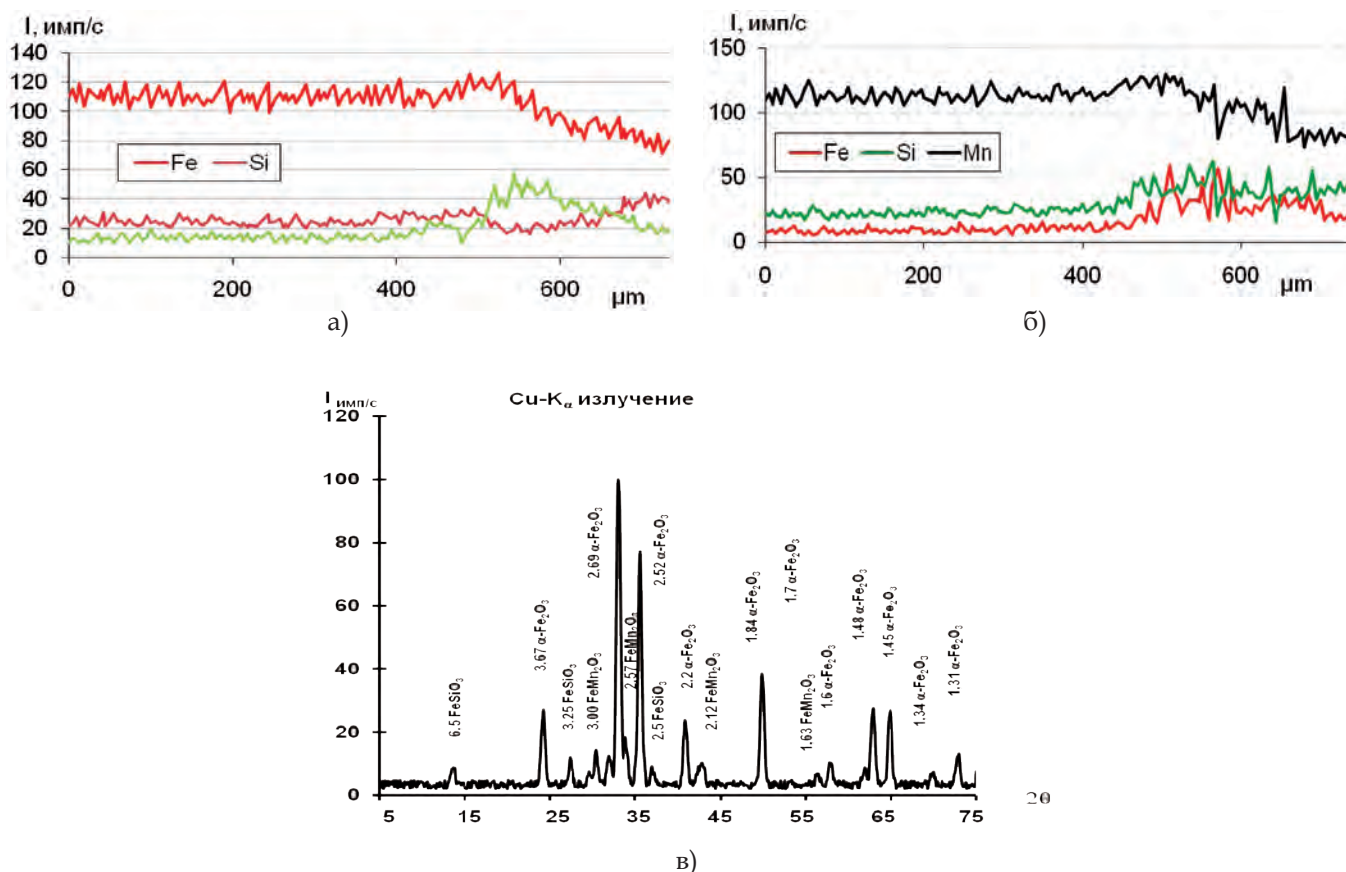 I, имп/с
140
120
100
80
60
40
20
0
Fe Si
0 200 400 600 µm
а)
I, имп/с
150
100
50
0
Fe Si Mn
0 200 400 600 µm
б)
I имп/с
Cu-Kα излучение
120
100
80
60
40
20
0
6.5 FeSiO3
3.67 α-Fe2O3
3.25 FeSiO3
3.00 FeMn2O3
2.69 α-Fe2O3
2.57 FeMn2O3
2.52 α-Fe2O3
2.5 FeSiO3
2.2 α-Fe2O3
2.12 FeMn2O3
1.84 α-Fe2O3
1.7 α-Fe2O3
1.63 FeMn2O3
1.6 α-Fe2O3
1.48 α-Fe2O3
1.45 α-Fe2O3
1.34 α-Fe2O3
1.31 α-Fe2O3
5 15 25 35 45 55 65 75
2θ
в)